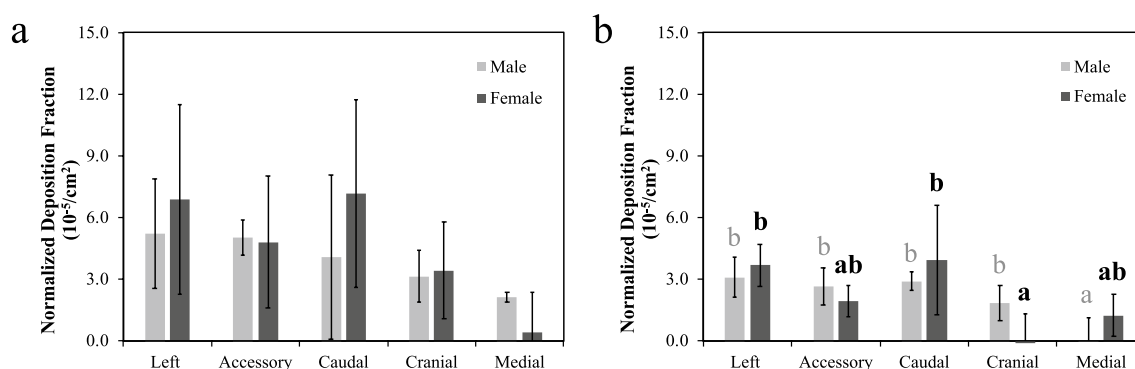 a
Normalized Deposition Fraction
(10⁻⁵/cm²)
15.0
12.0
9.0
6.0
3.0
0.0
Male
Female
Left Accessory Caudal Cranial Medial
b
Normalized Deposition Fraction
(10⁻⁵/cm²)
15.0
12.0
9.0
6.0
3.0
0.0
Male
Female
b b b ab b b b a a ab
Left Accessory Caudal Cranial Medial